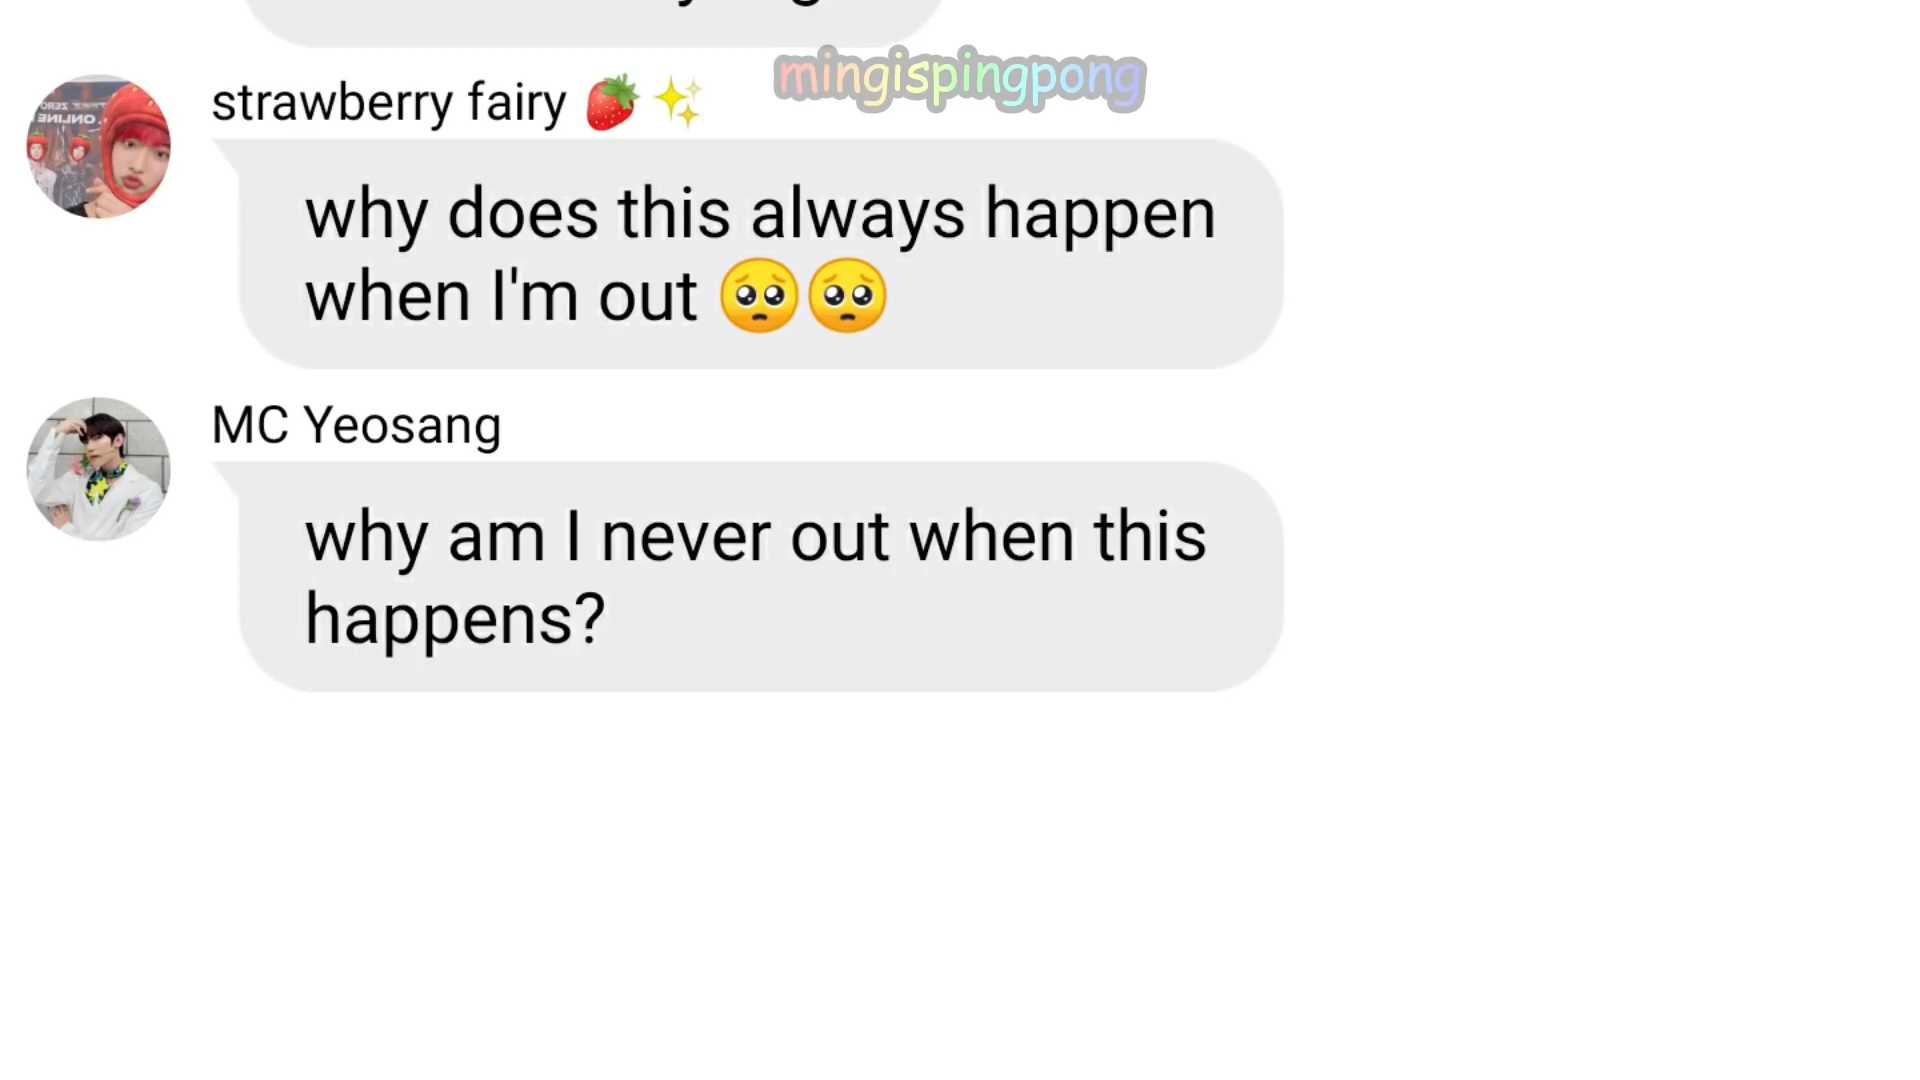 mingispingpong
strawberry fairy 🍓 ✨
why does this always happen
when I'm out 🥺🥺
MC Yeosang
why am I never out when this
happens?